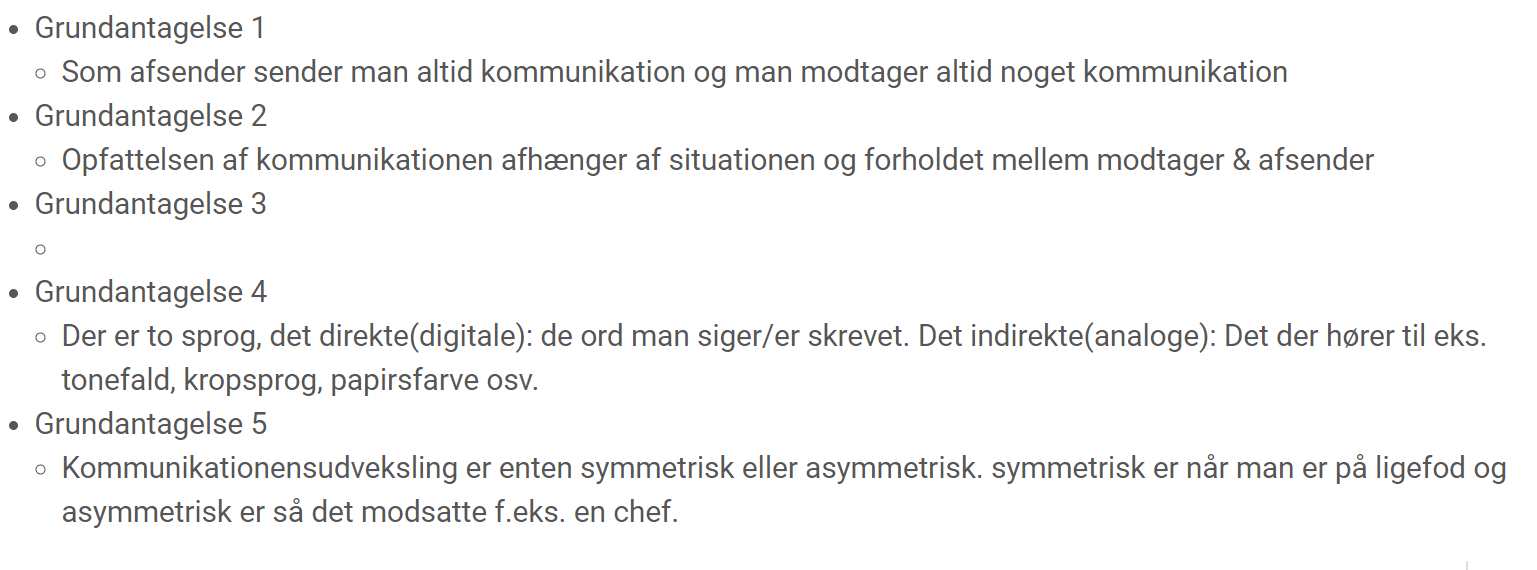 Grundantagelse 1
Som afsender sender man altid kommunikation og man modtager altid noget kommunikation
Grundantagelse 2
Opfattelsen af kommunikationen afhænger af situationen og forholdet mellem modtager & afsender
Grundantagelse 3
Grundantagelse 4
Der er to sprog, det direkte(digitale): de ord man siger/er skrevet. Det indirekte(analoge): Det der hører til eks.
tonefald, kropsprog, papirsfarve osv.
Grundantagelse 5
Kommunikationensudveksling er enten symmetrisk eller asymmetrisk. symmetrisk er når man er på ligefod og
asymmetrisk er så det modsatte f.eks. en chef.